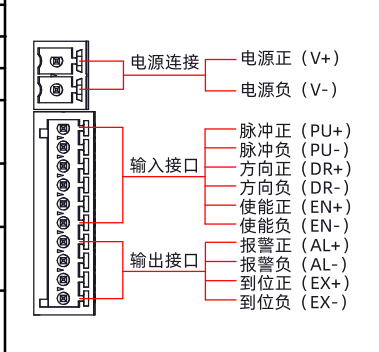 电源连接
电源正（V+）
电源负（V-）
输入接口
脉冲正（PU+）
脉冲负（PU-）
方向正（DR+）
方向负（DR-）
使能正（EN+）
使能负（EN-）
输出接口
报警正（AL+）
报警负（AL-）
到位正（EX+）
到位负（EX-）